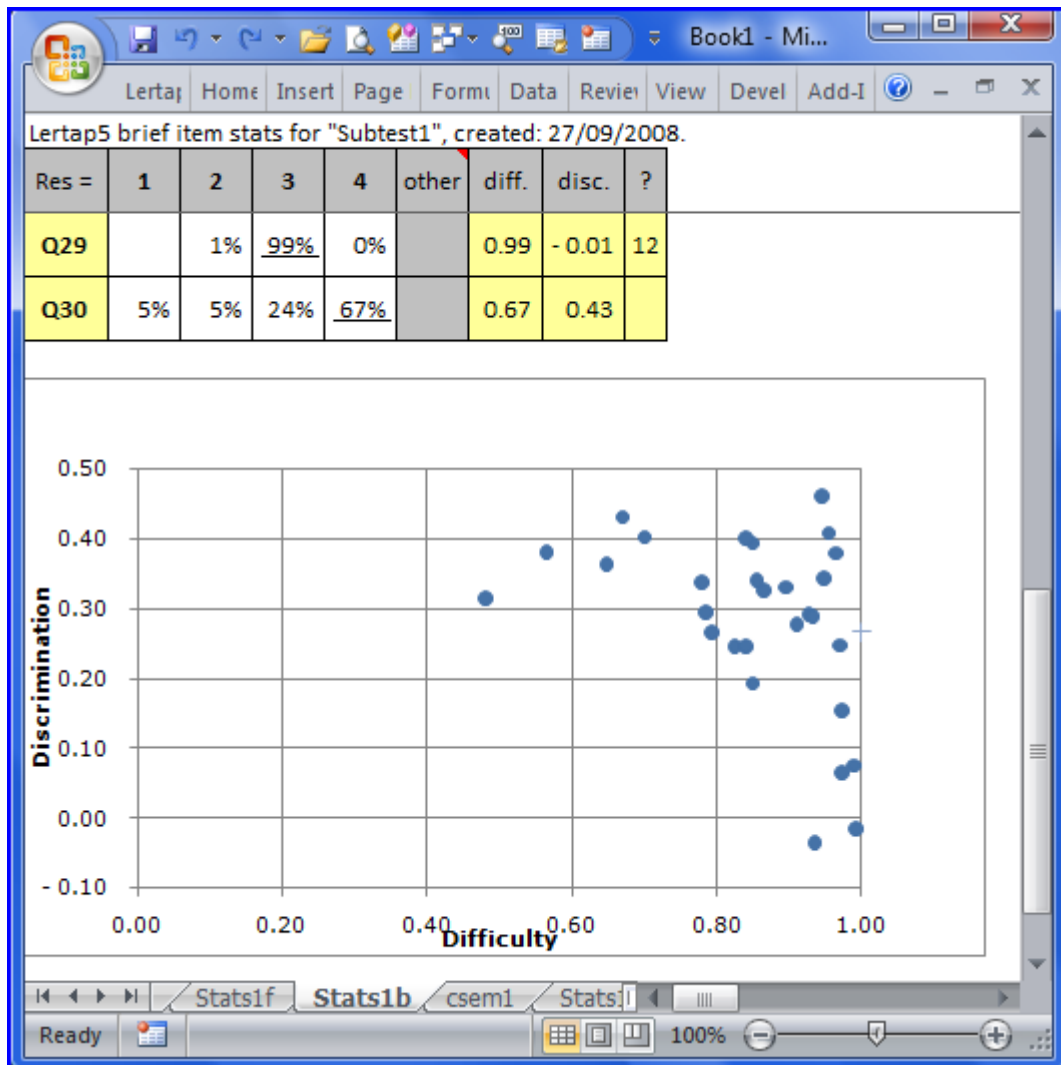 Book1 - Mi...
Lertap Home Insert Page Formu Data Review View Devel Add-I
Lertap5 brief item stats for "Subtest1", created: 27/09/2008.
Res = 1 2 3 4 other diff. disc. ?
Q29 1% 99% 0% 0.99 - 0.01 12
Q30 5% 5% 24% 67% 0.67 0.43
0.50
0.40
0.30
0.20
0.10
0.00
- 0.10
Discrimination
0.00 0.20 0.40 0.60 0.80 1.00
Difficulty
Stats1f Stats1b csem1 Stats1
Ready 100%